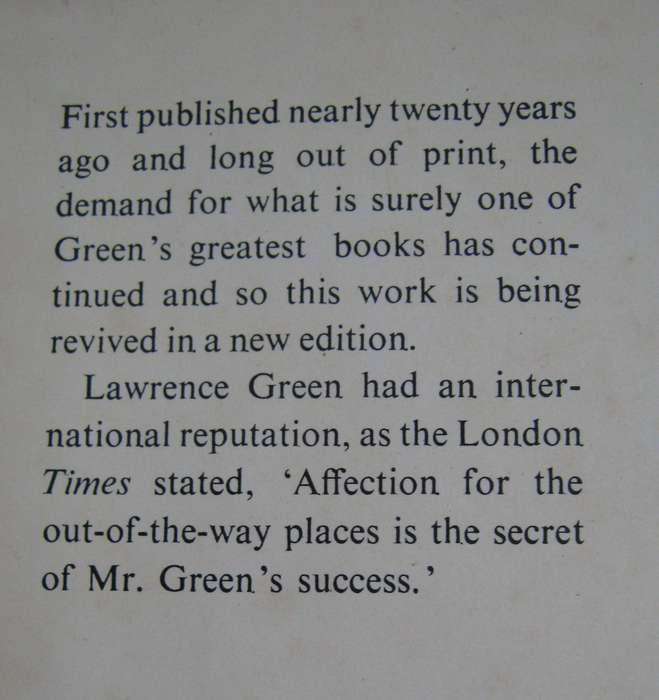 First published nearly twenty years
ago and long out of print, the
demand for what is surely one of
Green's greatest books has con-
tinued and so this work is being
revived in a new edition.
Lawrence Green had an inter-
national reputation, as the London
Times stated, ‘Affection for the
out-of-the-way places is the secret
of Mr. Green's success.’